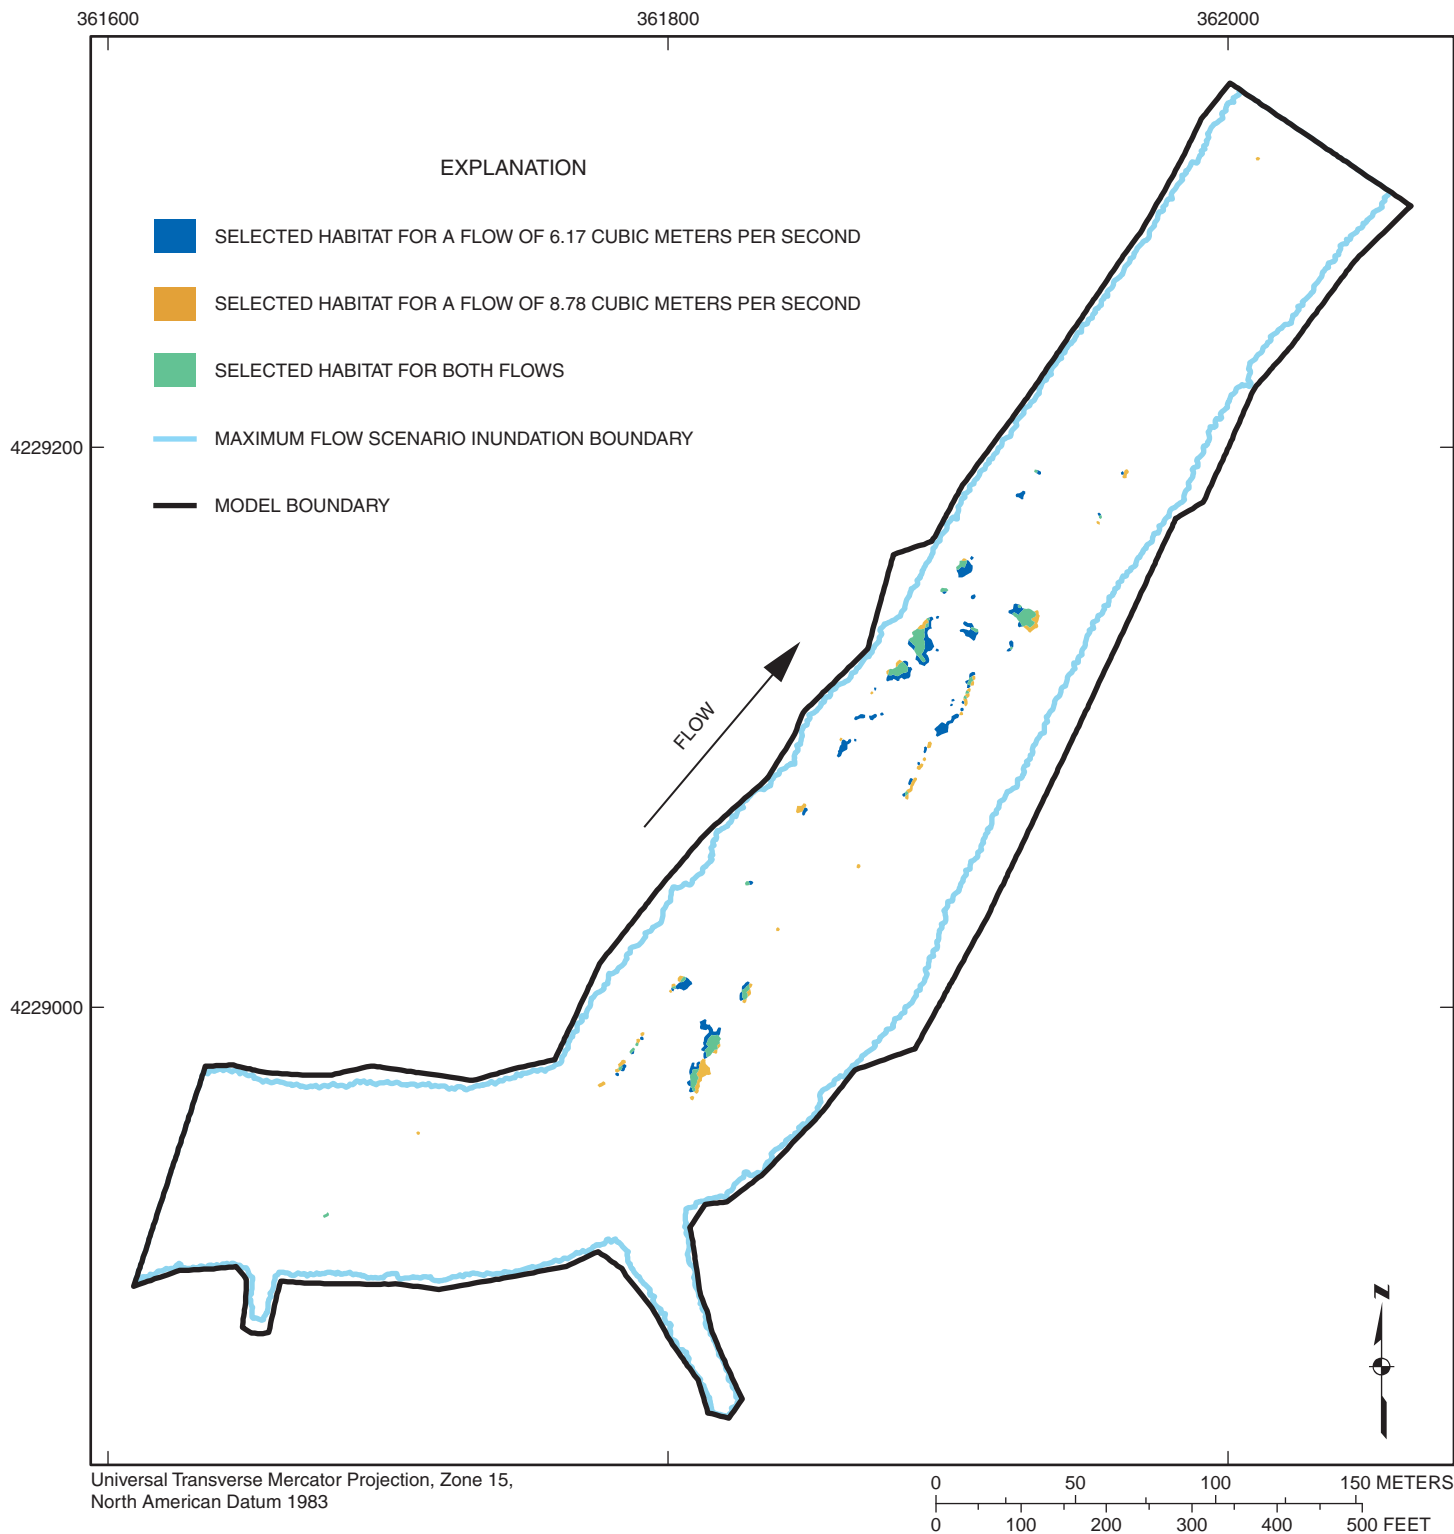 361600 361800 362000
EXPLANATION
SELECTED HABITAT FOR A FLOW OF 6.17 CUBIC METERS PER SECOND
SELECTED HABITAT FOR A FLOW OF 8.78 CUBIC METERS PER SECOND
SELECTED HABITAT FOR BOTH FLOWS
4229200
MAXIMUM FLOW SCENARIO INUNDATION BOUNDARY
MODEL BOUNDARY
FLOW
4229000
N
Universal Transverse Mercator Projection, Zone 15,
North American Datum 1983
0 50 100 150 METERS
0 100 200 300 400 500 FEET